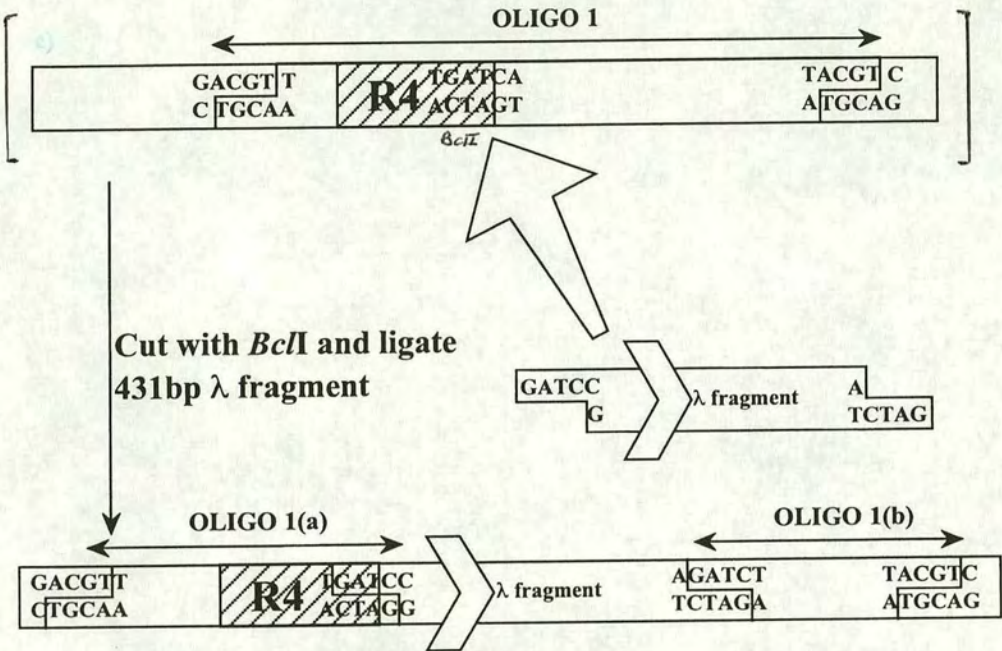 OLIGO 1
c)
GACGT T
C TGCAA
R4
TGATCA
ACTAGT
TACGT C
A TGCAG
BclI
Cut with BclI and ligate
431bp λ fragment
GATCC
G
λ fragment
A
TCTAG
OLIGO 1(a)
OLIGO 1(b)
GACGTT
CTGCAA
R4
TGATCC
ACTAGG
λ fragment
AGATCT
TCTAGA
TACGTC
ATGCAG